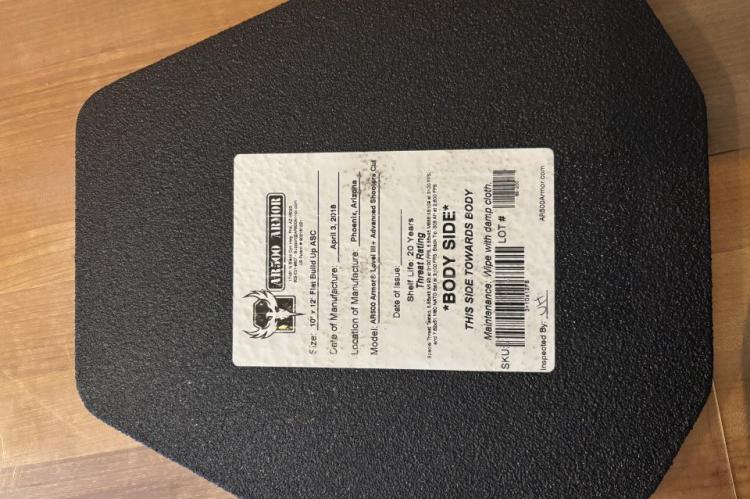 AR500 ARMOR
Size: 10" x 12" Flat Build Up ASC
Date of Manufacture: April 3, 2018
Location of Manufacture: Phoenix, Arizona
Model: AR500 Armor® Level III+ Advanced Shooters Cut
Date of Issue:
Shelf Life: 20 Years
Threat Rating
*BODY SIDE*
THIS SIDE TOWARDS BODY
Maintenance: Wipe with damp cloth.
SKU: LOT #
Inspected By: AR500Armor.com